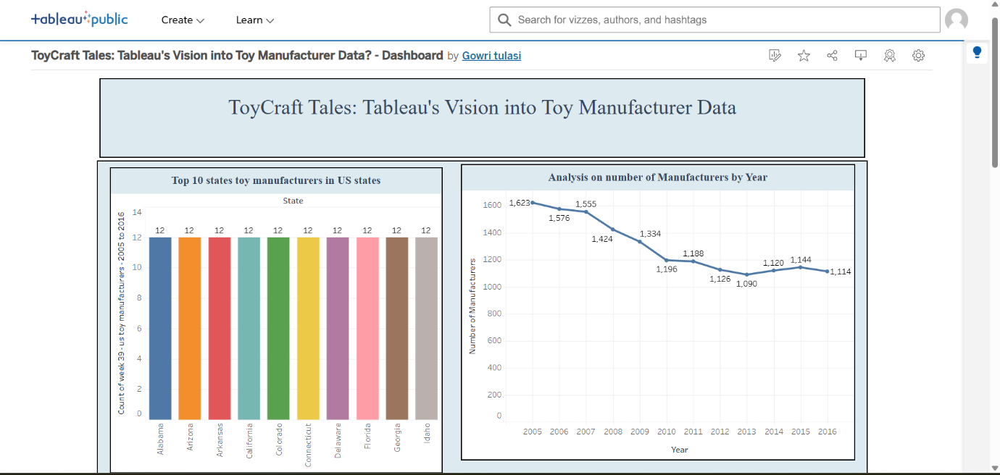 tableau public
Create
Learn
Search for vizzes, authors, and hashtags
ToyCraft Tales: Tableau's Vision into Toy Manufacturer Data? - Dashboard by Gowri tulasi
ToyCraft Tales: Tableau's Vision into Toy Manufacturer Data
Top 10 states toy manufacturers in US states
State
Count of week 39 - us toy manufacturers - 2005 to 2016
14
12
10
8
6
4
2
0
12 12 12 12 12 12 12 12 12 12
Alabama
Arizona
Arkansas
California
Colorado
Connecticut
Delaware
Florida
Georgia
Idaho
Analysis on number of Manufacturers by Year
Number of Manufacturers
1600
1400
1200
1000
800
600
400
200
0
1,623
1,576
1,555
1,424
1,334
1,196
1,188
1,126
1,090
1,120
1,144
1,114
2005 2006 2007 2008 2009 2010 2011 2012 2013 2014 2015 2016
Year